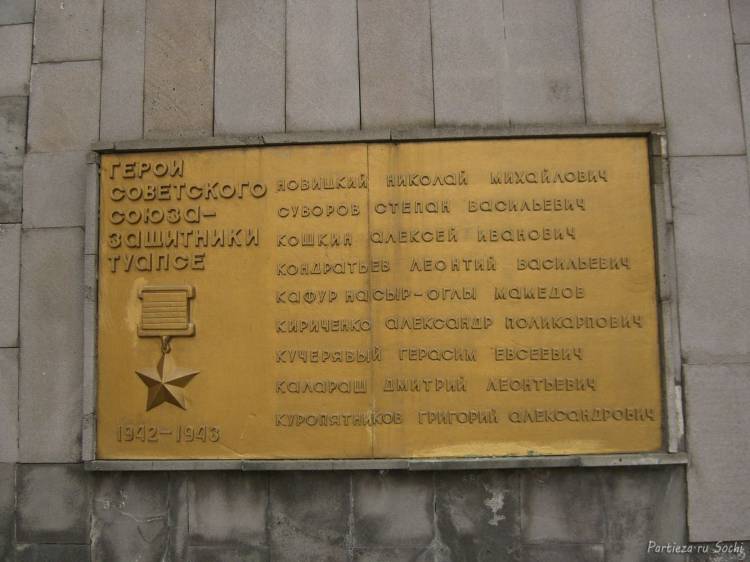 ГЕРОИ
СОВЕТСКОГО
СОЮЗА-
ЗАЩИТНИКИ
ТУАПСЕ
1942-1943
НОВИЦКИЙ НИКОЛАЙ МИХАЙЛОВИЧ
СУВОРОВ СТЕПАН ВАСИЛЬЕВИЧ
КОШКИН АЛЕКСЕЙ ИВАНОВИЧ
КОНДРАТЬЕВ ЛЕОНТИЙ ВАСИЛЬЕВИЧ
КАФУР НАСЫР-ОГЛЫ МАМЕДОВ
КИРИЧЕНКО АЛЕКСАНДР ПОЛИКАРПОВИЧ
КУЧЕРЯВЫЙ ГЕРАСИМ ЕВСЕЕВИЧ
КАЛАРАШ ДМИТРИЙ ЛЕОНТЬЕВИЧ
КУРОПЯТНИКОВ ГРИГОРИЙ АЛЕКСАНДРОВИЧ
Partieza.ru Sochi